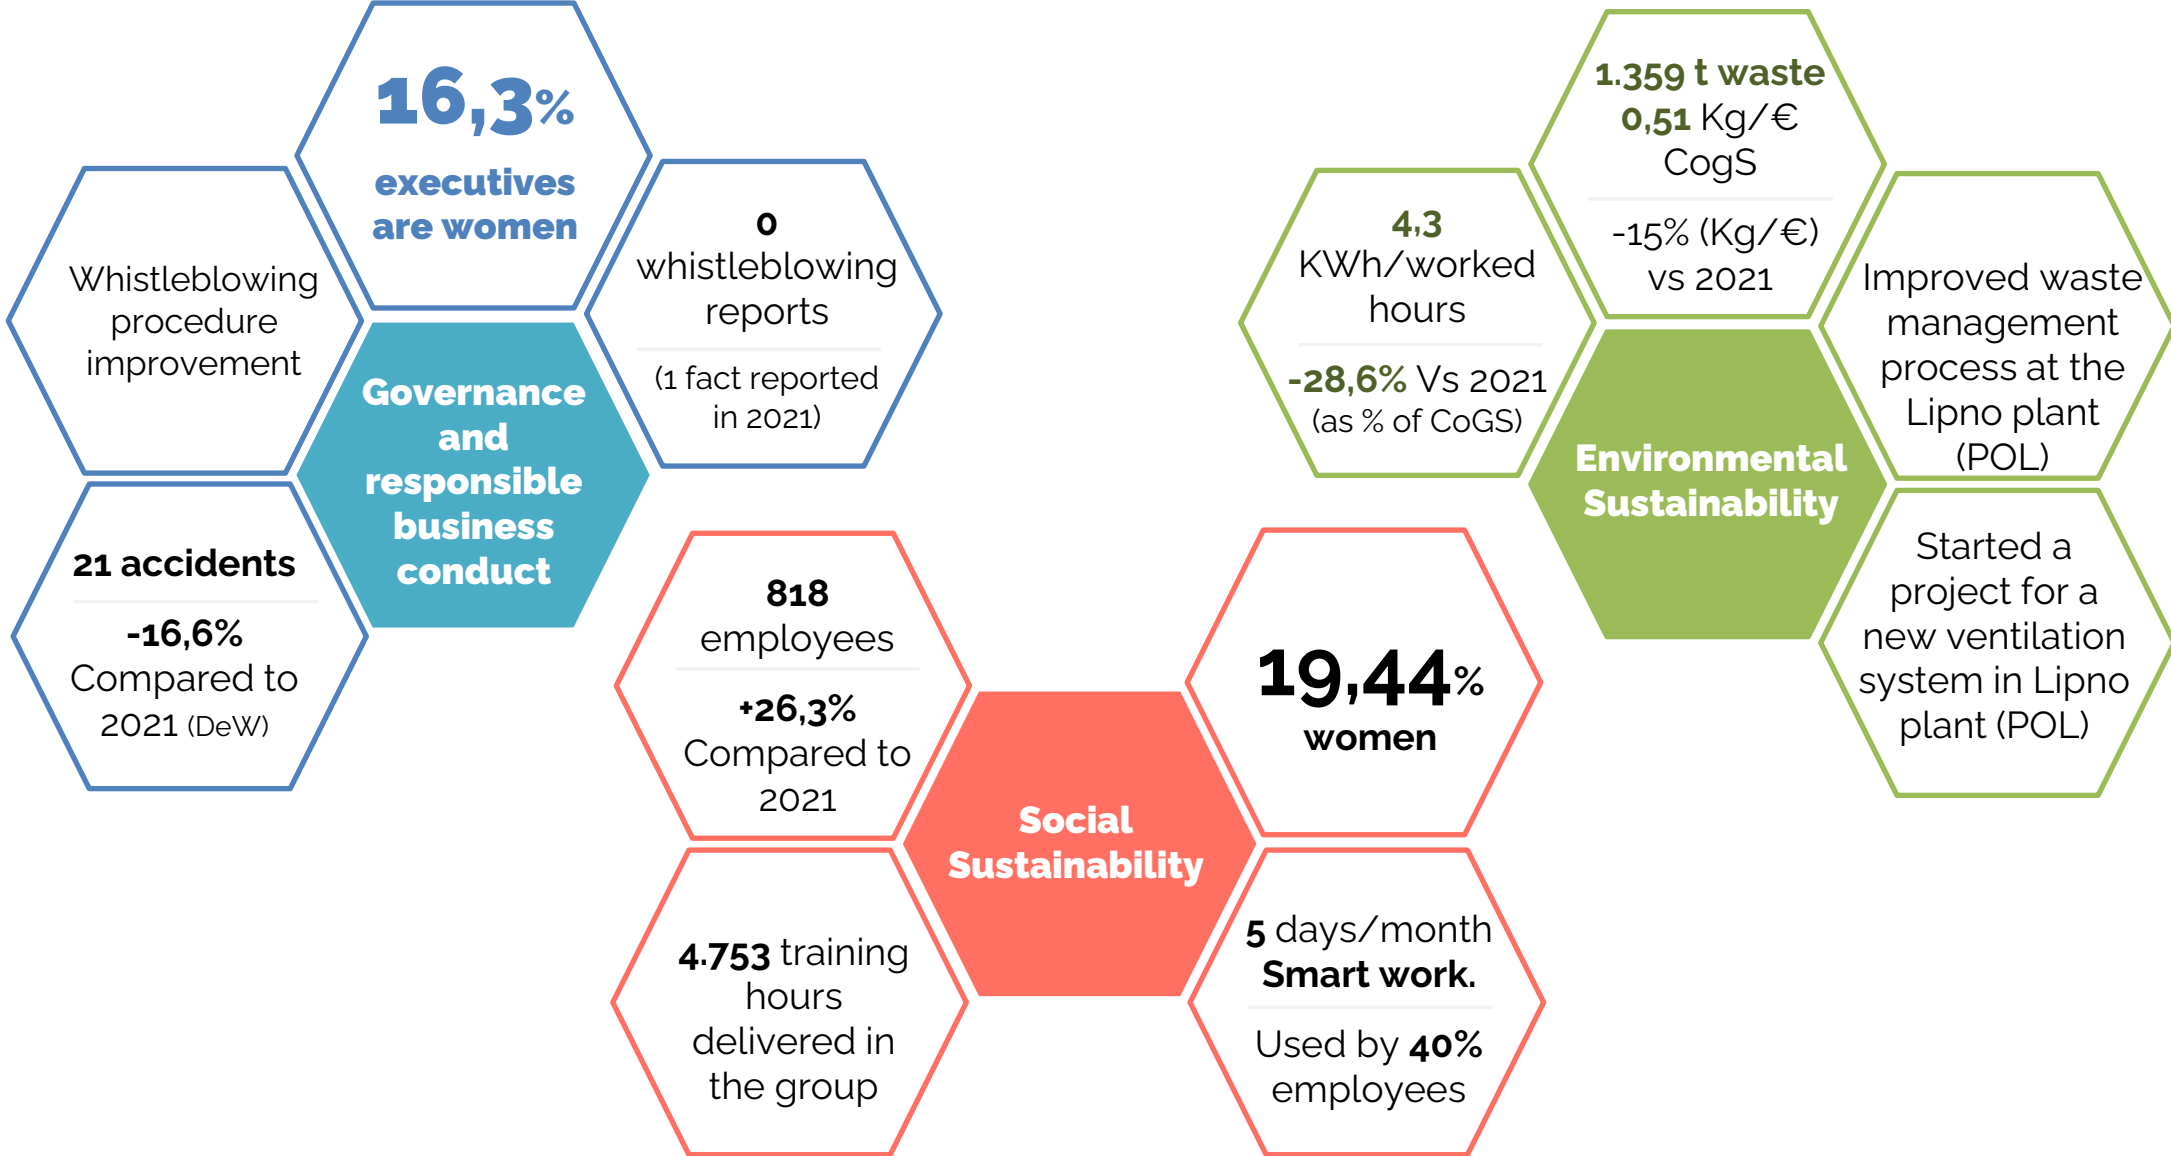 16,3%
executives
are women
Whistleblowing
procedure
improvement
0
whistleblowing
reports
(1 fact reported
in 2021)
Governance
and
responsible
business
conduct
21 accidents
-16,6%
Compared to
2021 (DeW)
818
employees
+26,3%
Compared to
2021
19,44%
women
Social
Sustainability
4.753 training
hours
delivered in
the group
5 days/month
Smart work.
Used by 40%
employees
1.359 t waste
0,51 Kg/€
CogS
-15% (Kg/€)
vs 2021
4,3
KWh/worked
hours
-28,6% Vs 2021
(as % of CoGS)
Improved waste
management
process at the
Lipno plant
(POL)
Environmental
Sustainability
Started a
project for a
new ventilation
system in Lipno
plant (POL)